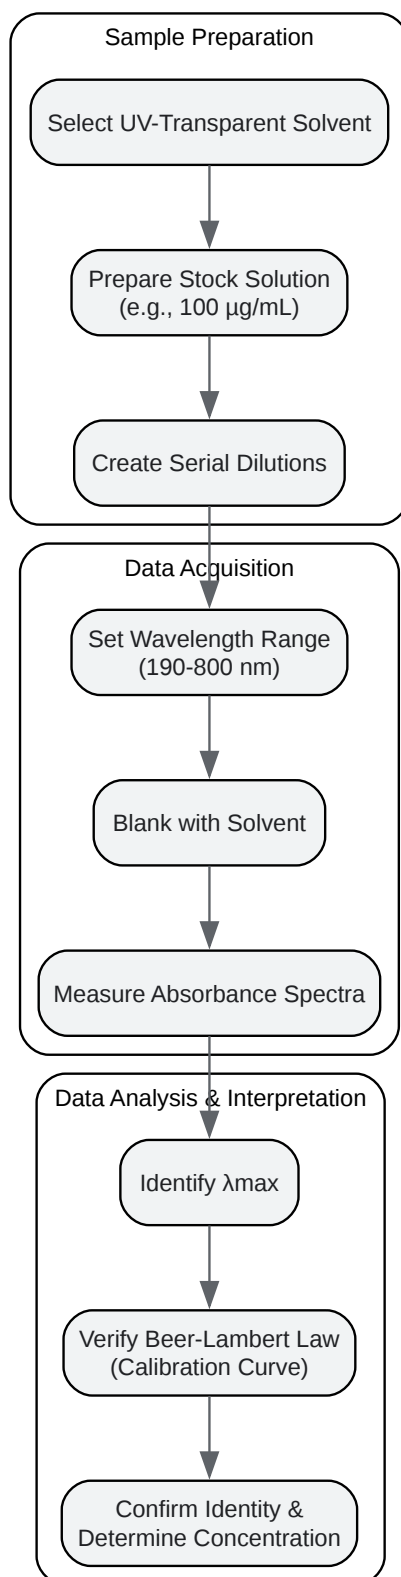 Sample Preparation
Select UV-Transparent Solvent
Prepare Stock Solution
(e.g., 100 µg/mL)
Create Serial Dilutions
Data Acquisition
Set Wavelength Range
(190-800 nm)
Blank with Solvent
Measure Absorbance Spectra
Data Analysis & Interpretation
Identify λmax
Verify Beer-Lambert Law
(Calibration Curve)
Confirm Identity &
Determine Concentration